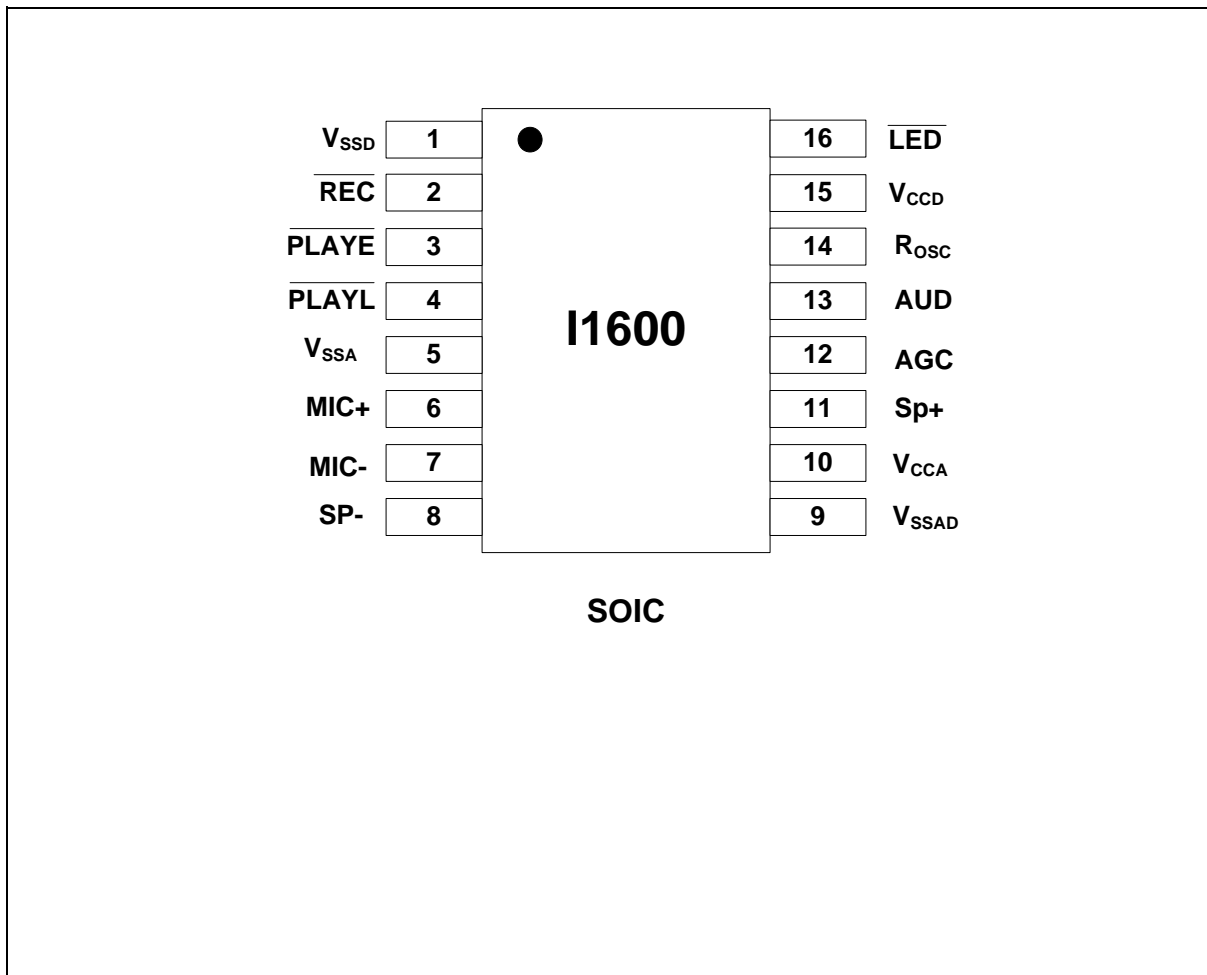 VSSD 1 16 LED
REC 2 15 VCCD
PLAYE 3 14 ROSC
PLAYL 4 13 AUD
VSSA 5 12 AGC
MIC+ 6 11 Sp+
MIC- 7 10 VCCA
SP- 8 9 VSSAD
I1600
SOIC